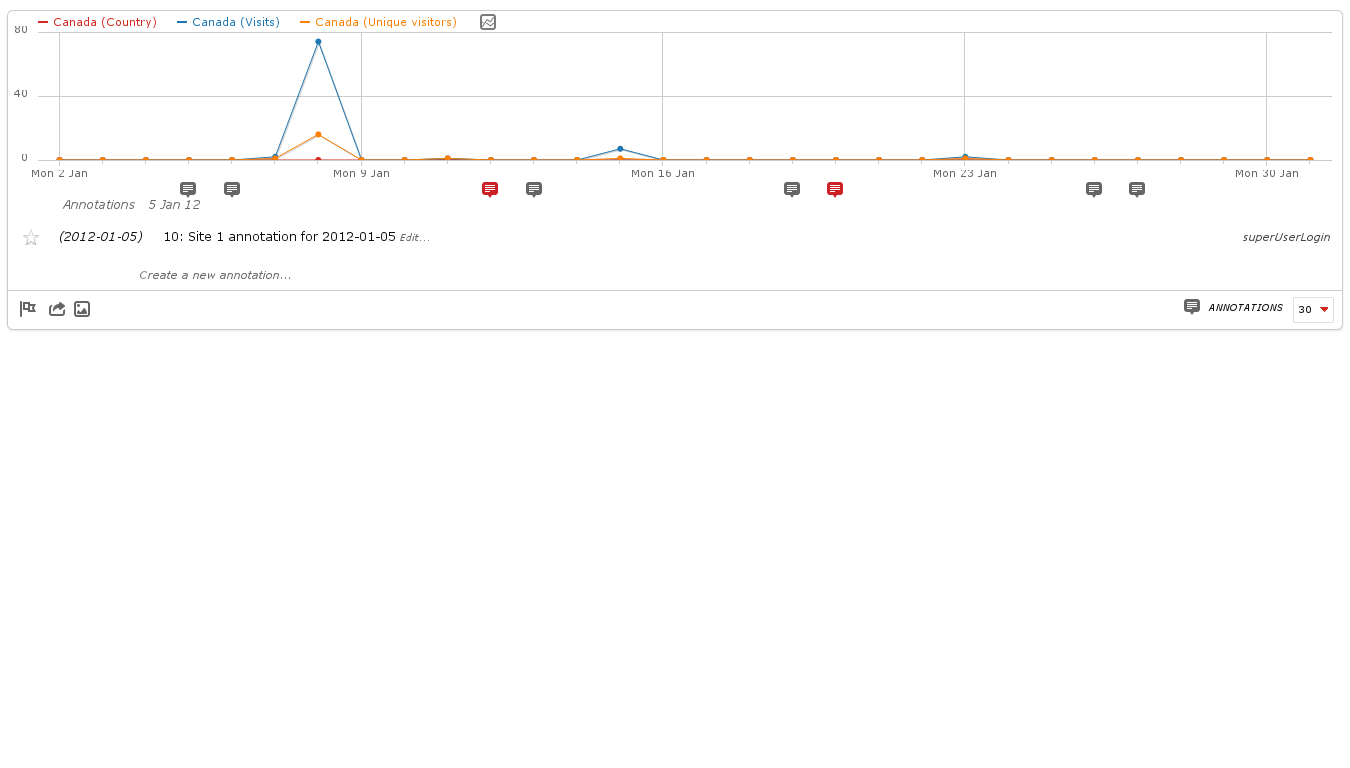 Canada (Country) Canada (Visits) Canada (Unique visitors)
80
40
0
Mon 2 Jan Mon 9 Jan Mon 16 Jan Mon 23 Jan Mon 30 Jan
Annotations 5 Jan 12
(2012-01-05) 10: Site 1 annotation for 2012-01-05 Edit... superUserLogin
Create a new annotation...
ANNOTATIONS 30